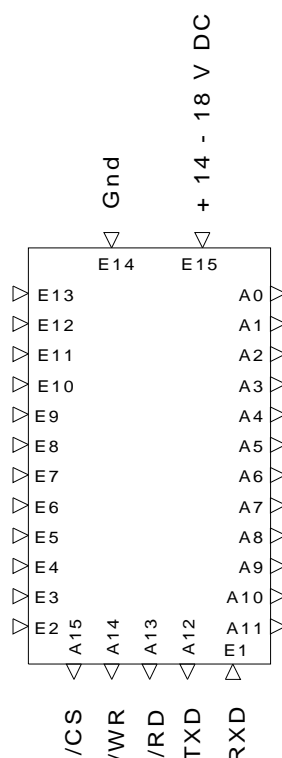 Gnd
+ 14 - 18 V DC
E14 E15
E13 A0
E12 A1
E11 A2
E10 A3
E9 A4
E8 A5
E7 A6
E6 A7
E5 A8
E4 A9
E3 A10
E2 A11
A15 A14 A13 A12 E1
/CS
/WR
/RD
TXD
RXD